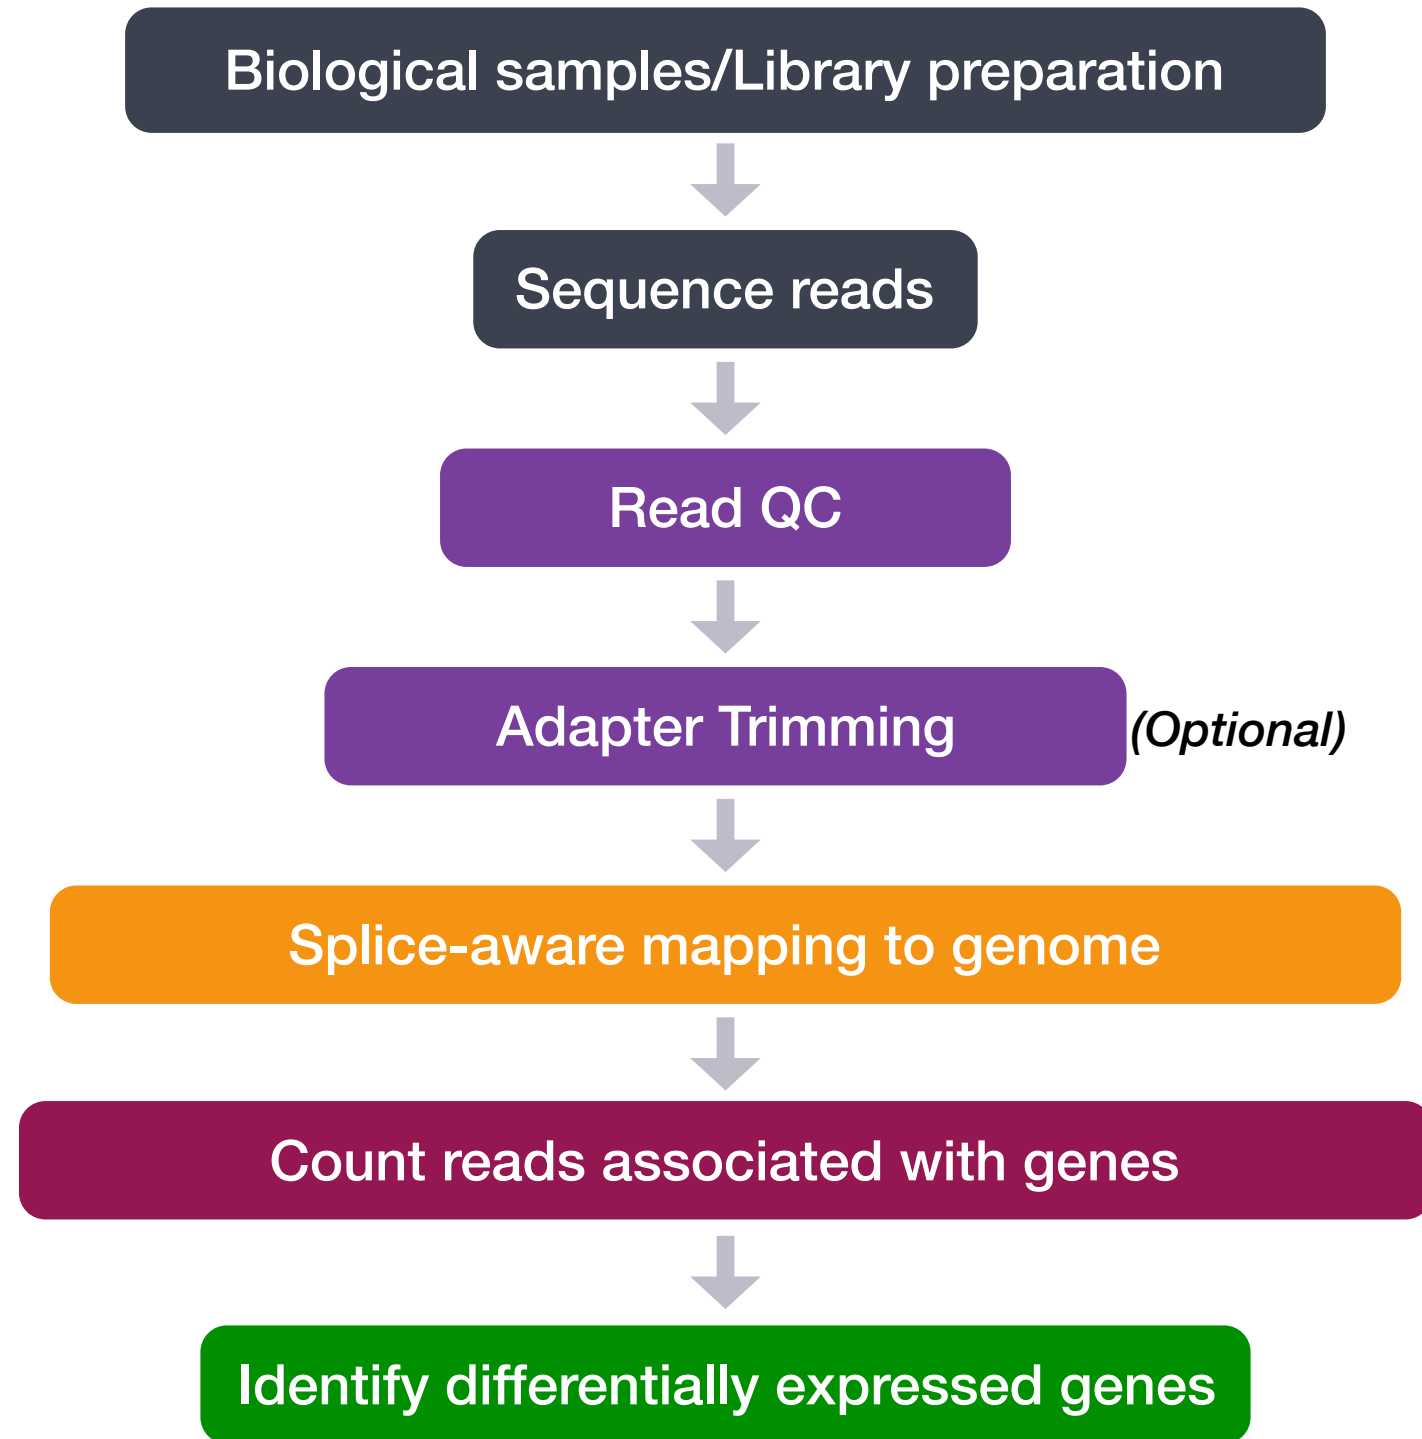 Biological samples/Library preparation
Sequence reads
Read QC
Adapter Trimming
(Optional)
Splice-aware mapping to genome
Count reads associated with genes
Identify differentially expressed genes